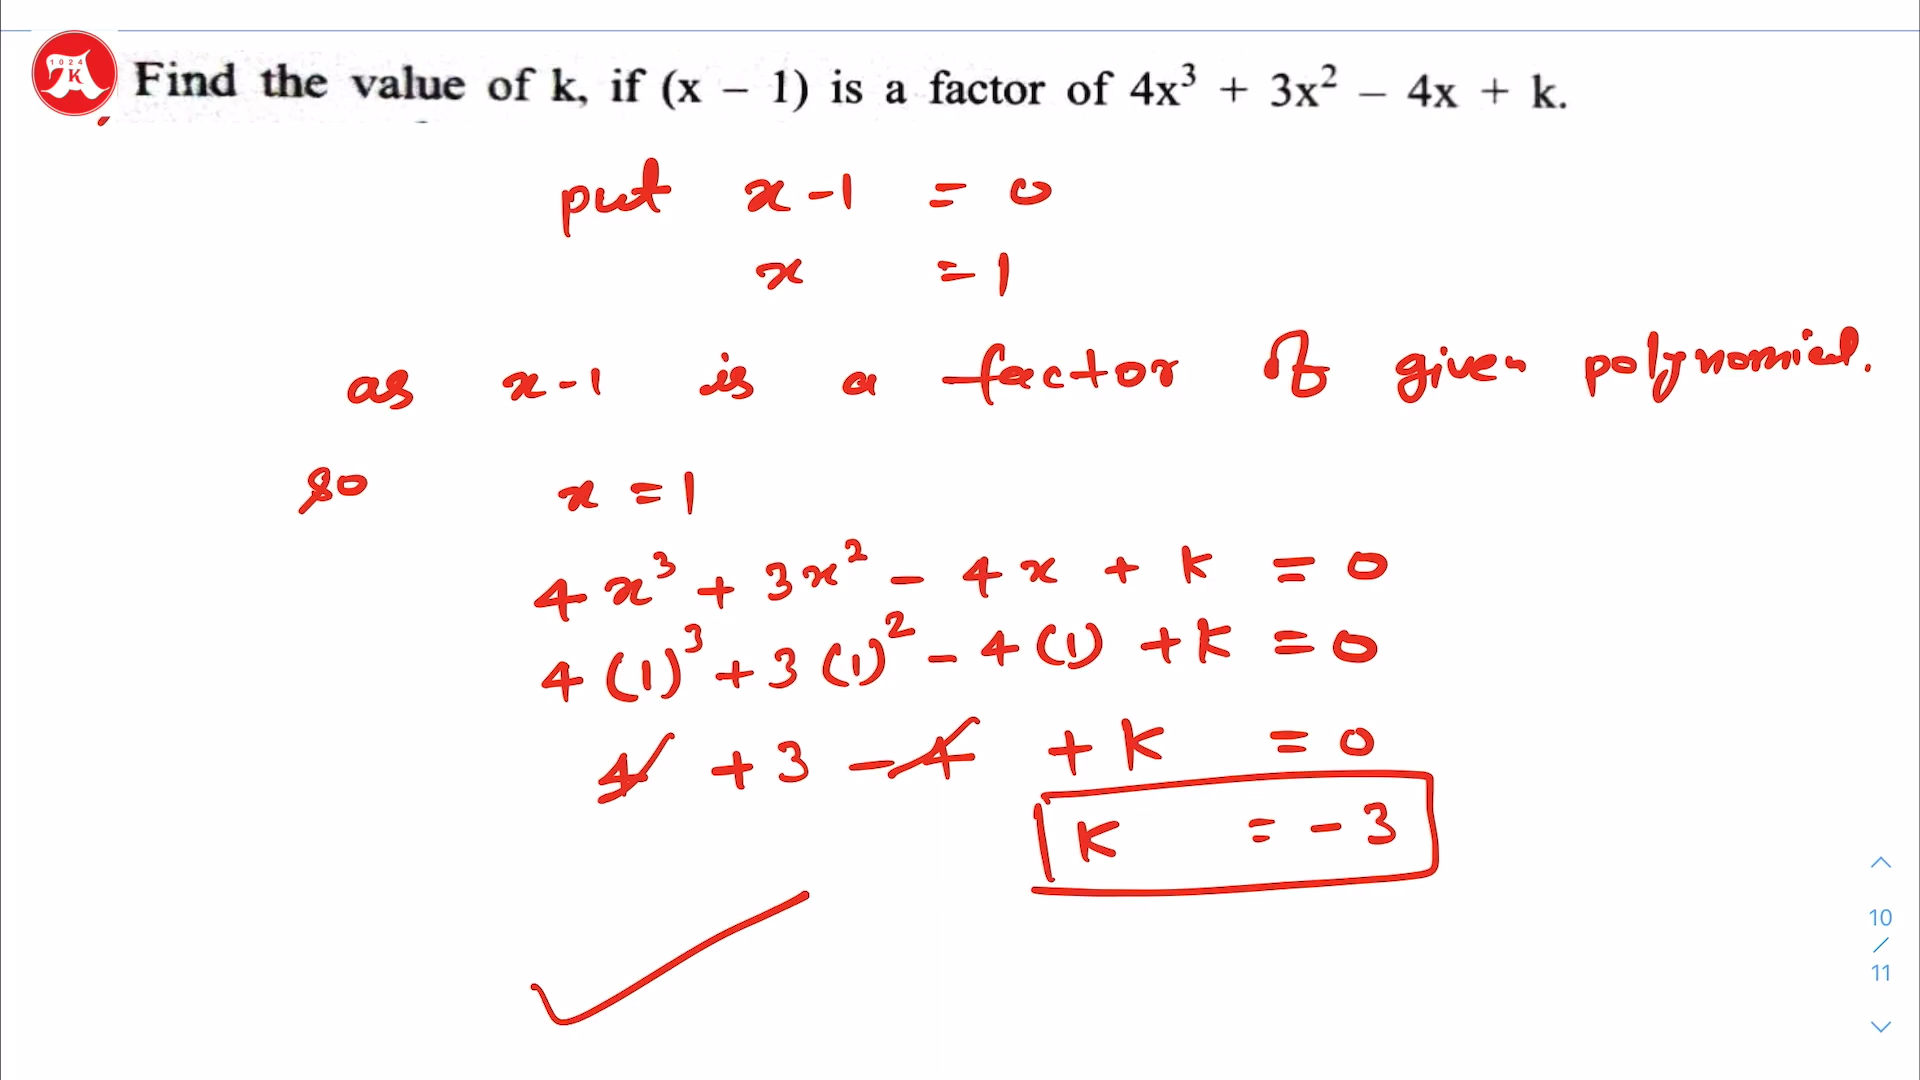 1024
K
Find the value of k, if (x – 1) is a factor of 4x³ + 3x² – 4x + k.
put x-1 = 0
x = 1
as x-1 is a factor of given polynomial.
so x = 1
4x³ + 3x² - 4x + k = 0
4(1)³ + 3(1)² - 4(1) + k = 0
4 + 3 - 4 + k = 0
k = -3
10
/
11